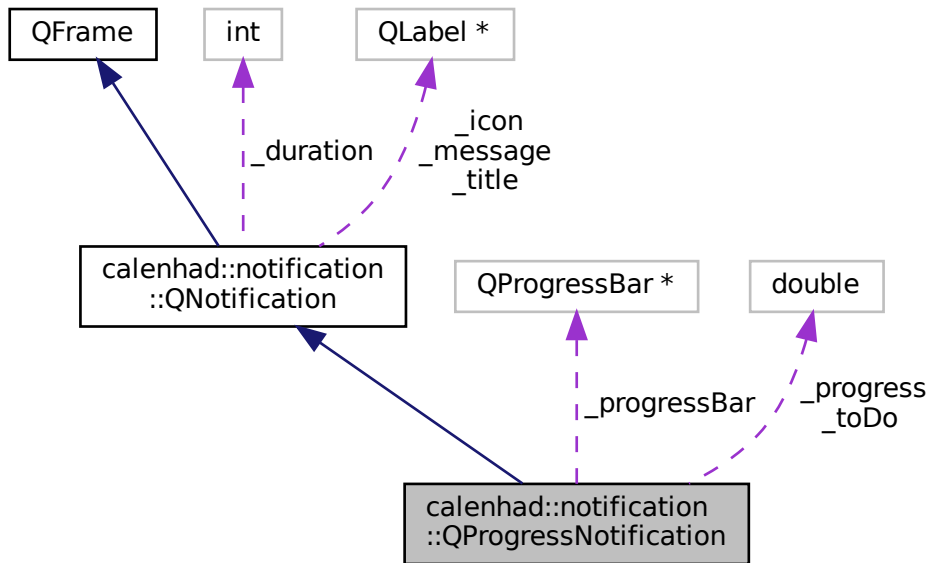 QFrame
int
QLabel *
_duration
_icon
_message
_title
calenhad::notification
::QNotification
QProgressBar *
double
_progressBar
_progress
_toDo
calenhad::notification
::QProgressNotification